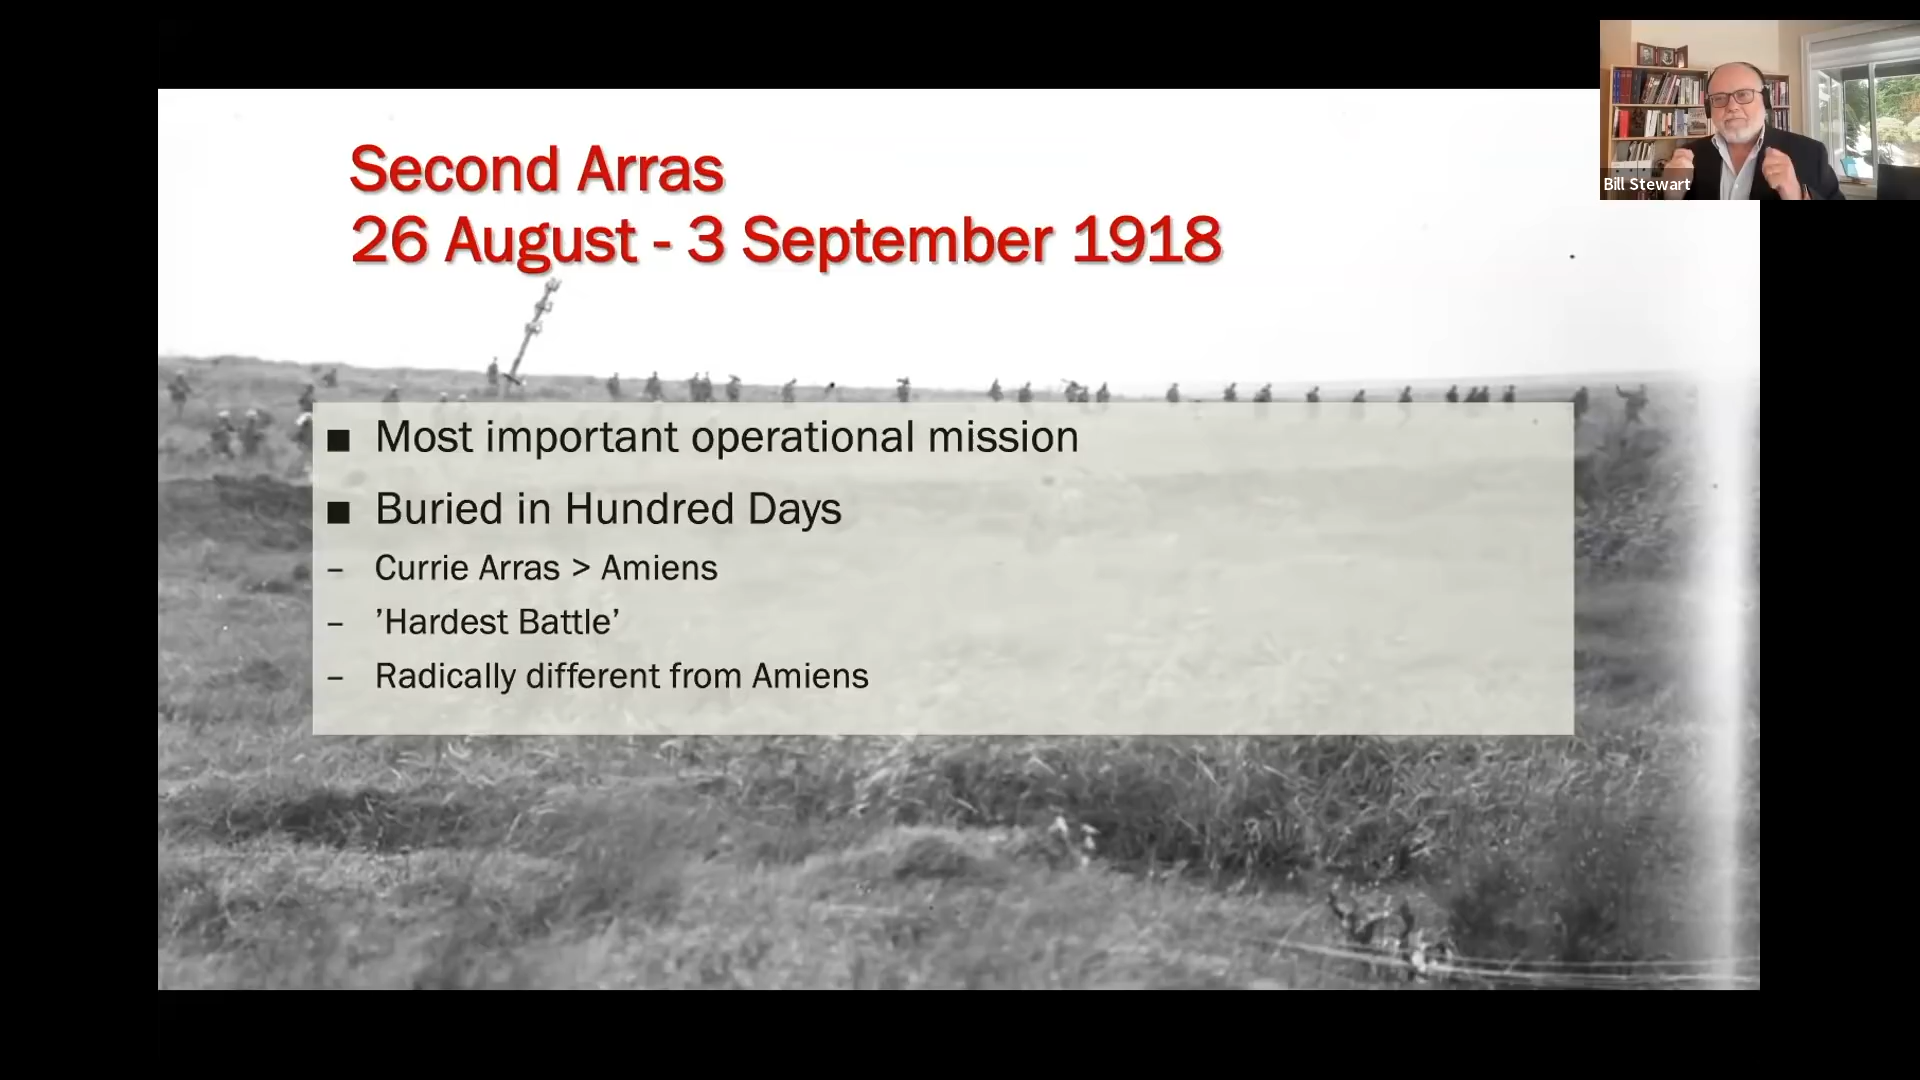 Second Arras
26 August - 3 September 1918
■ Most important operational mission
■ Buried in Hundred Days
– Currie Arras > Amiens
– ’Hardest Battle’
– Radically different from Amiens
Bill Stewart